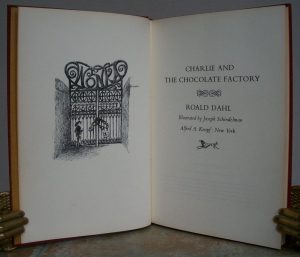 WONKA
CHARLIE AND
THE CHOCOLATE FACTORY
ROALD DAHL
Illustrated by Joseph Schindelman
Alfred A. Knopf : New York